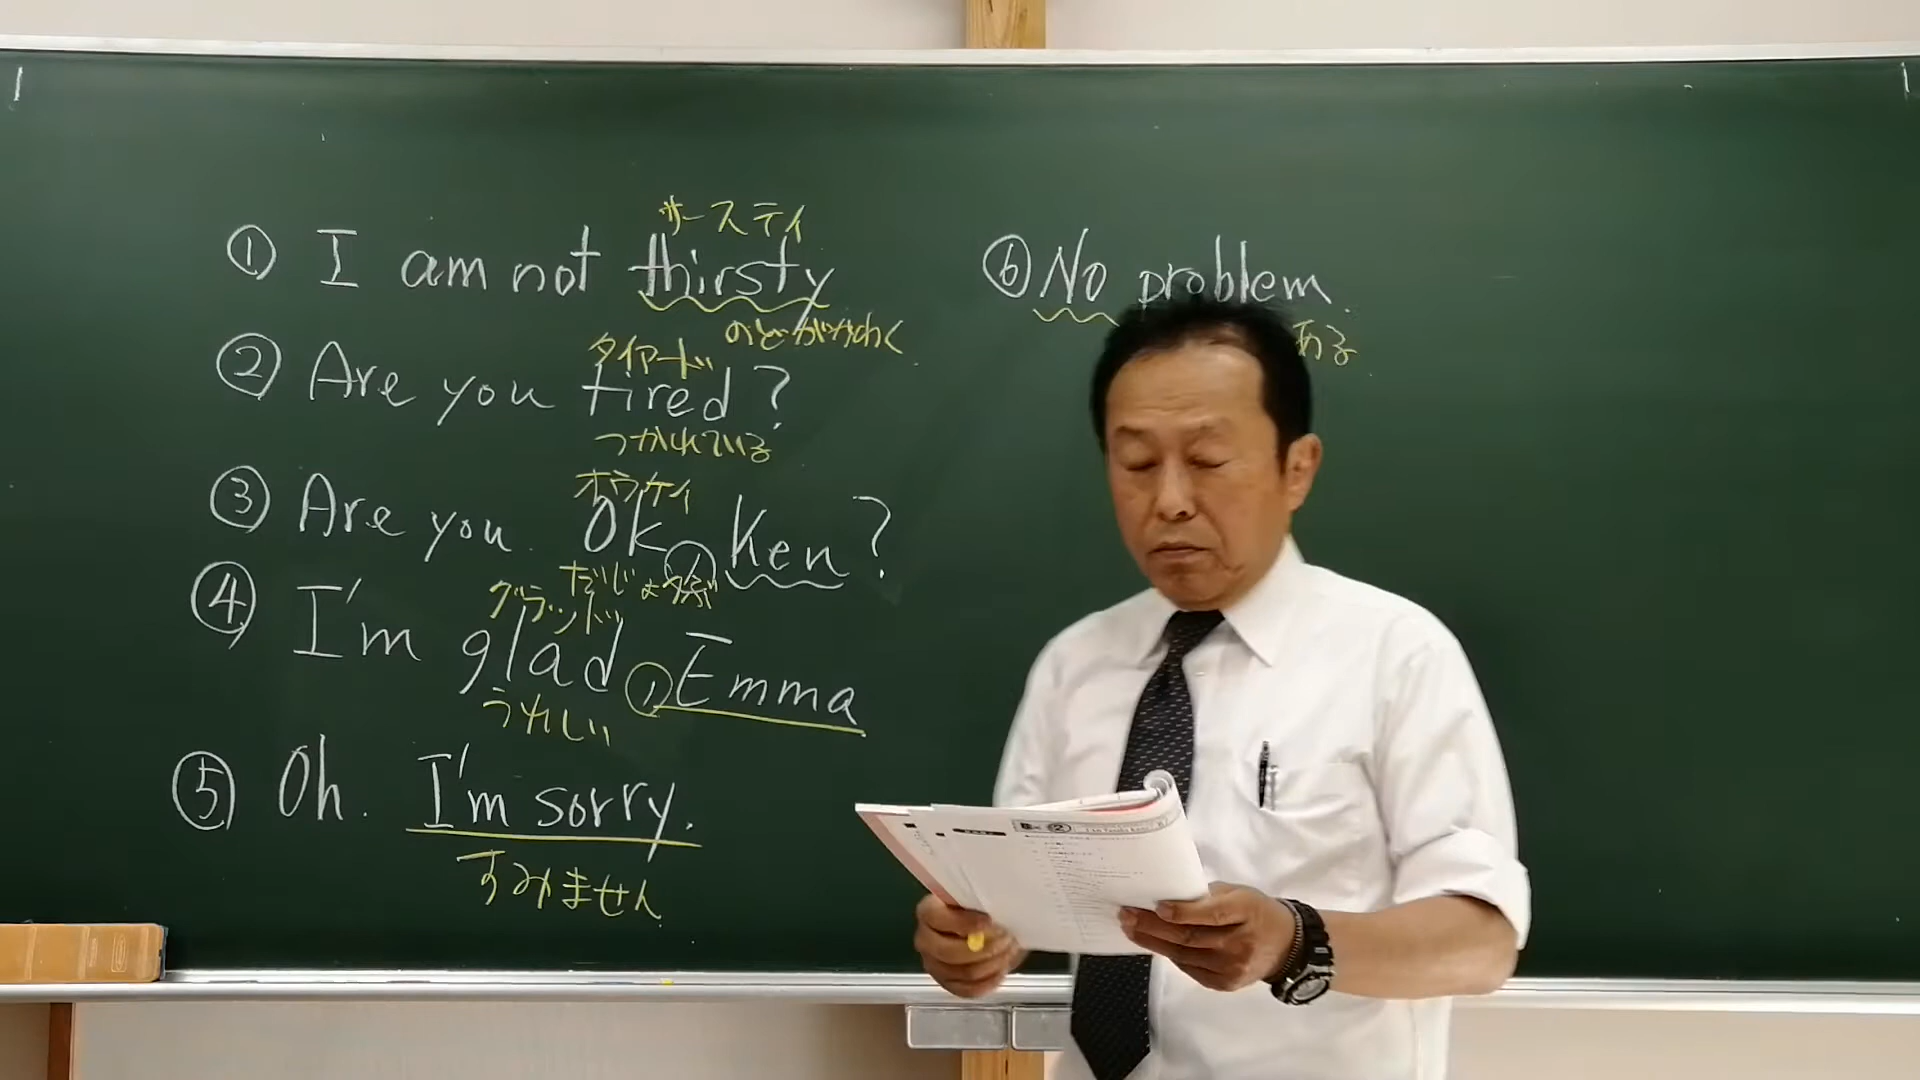 サースティ
① I am not thirsty
のどがかわく
タイアード
② Are you tired?
つかれている
オウケイ
③ Are you Ok, Ken?
だいじょうぶ
グラッド
④ I'm glad, Emma
うれしい
⑤ Oh. I'm sorry.
すみません
⑥ No problem.
ある